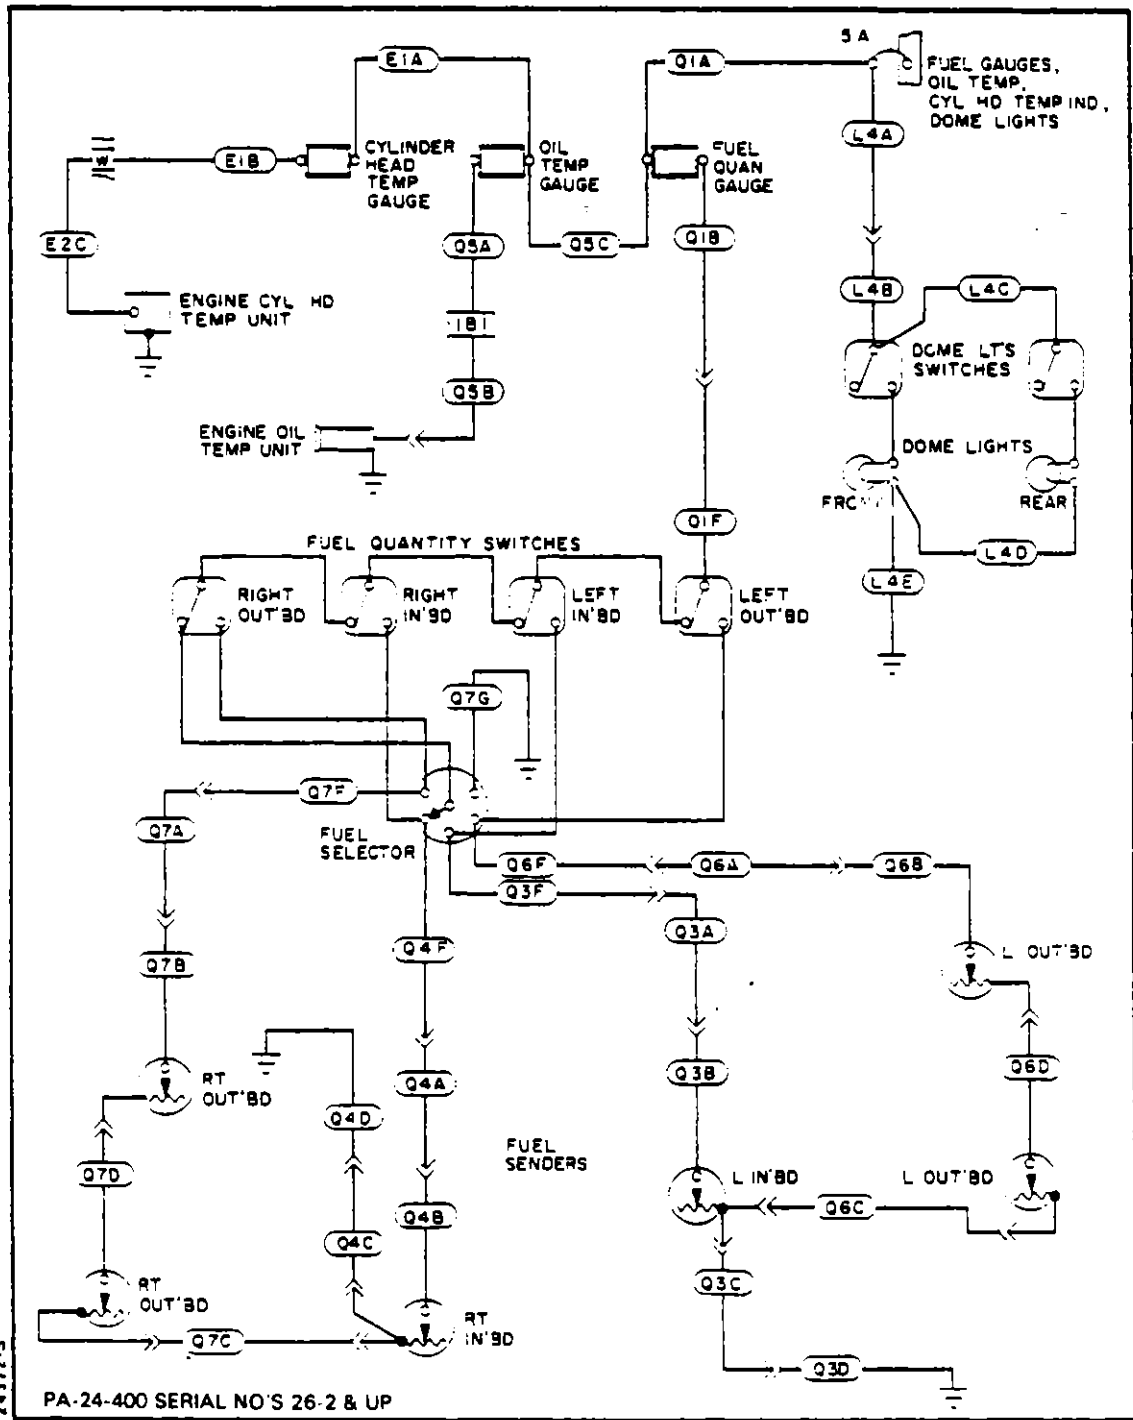 5 A
E1A
Q1A
FUEL GAUGES,
OIL TEMP,
CYL HD TEMP IND,
DOME LIGHTS
L4A
W
E1B
CYLINDER
HEAD
TEMP
GAUGE
OIL
TEMP
GAUGE
FUEL
QUAN
GAUGE
E2C
Q5A
Q5C
Q1B
ENGINE CYL HD
TEMP UNIT
L4B
L4C
1B1
DOME LT'S
SWITCHES
Q5B
ENGINE OIL
TEMP UNIT
DOME LIGHTS
FRONT
REAR
Q1F
L4D
L4E
FUEL QUANTITY SWITCHES
RIGHT
OUT'BD
RIGHT
IN'BD
LEFT
IN'BD
LEFT
OUT'BD
Q7G
Q7F
Q7A
FUEL
SELECTOR
Q6F
Q6A
Q6B
Q3F
Q3A
Q4F
Q7B
L OUT'BD
RT
OUT'BD
Q4A
Q3B
Q6D
Q4D
FUEL
SENDERS
Q7D
L IN'BD
L OUT'BD
Q4B
Q6C
Q4C
Q3C
RT
OUT'BD
RT
IN'BD
Q7C
Q3D
PA-24-400 SERIAL NO'S 26-2 & UP